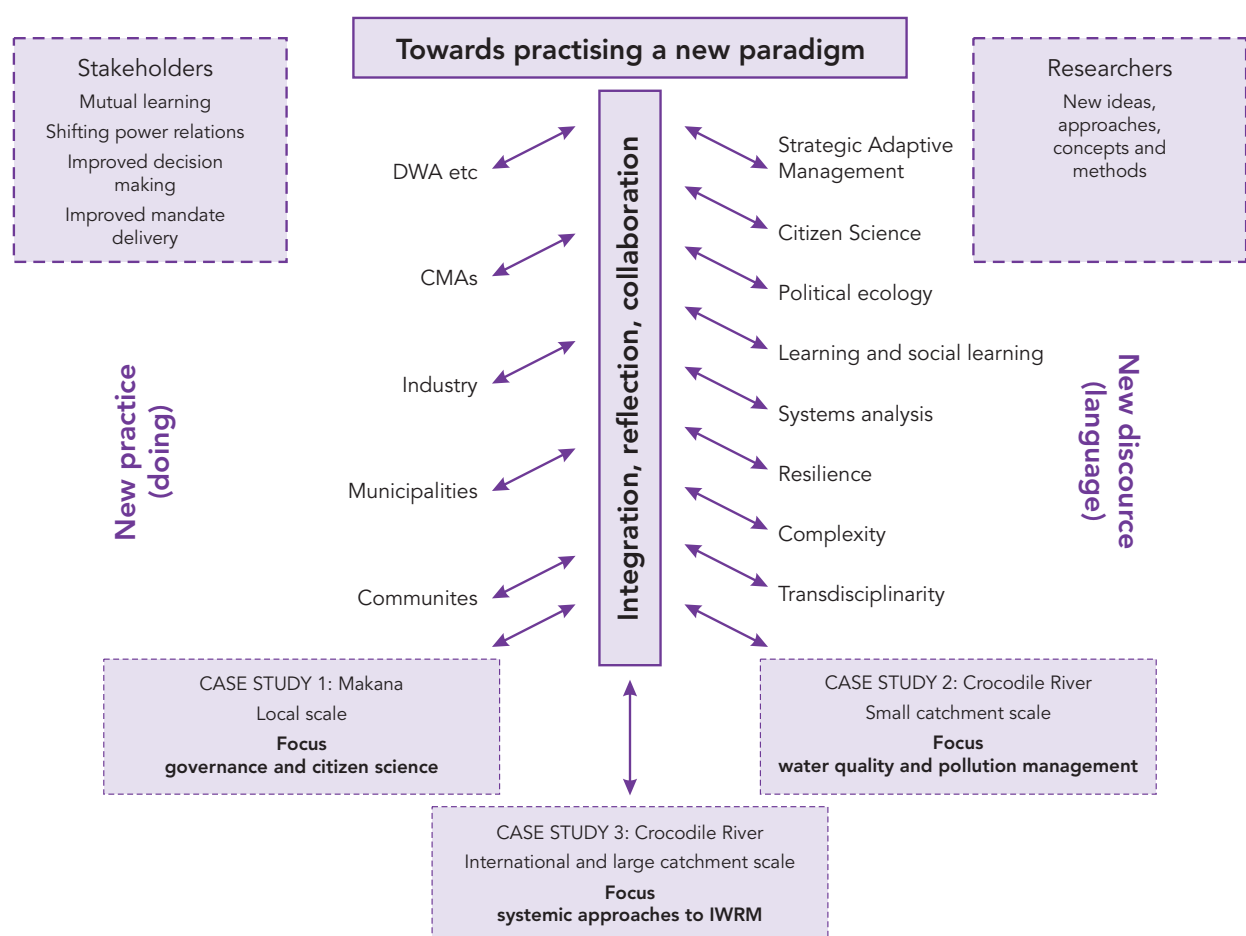 Towards practising a new paradigm
Stakeholders
Mutual learning
Shifting power relations
Improved decision
making
Improved mandate
delivery
Researchers
New ideas,
approaches,
concepts and
methods
New practice
(doing)
DWA etc
CMAs
Industry
Municipalities
Communites
Integration, reflection, collaboration
Strategic Adaptive
Management
Citizen Science
Political ecology
Learning and social learning
Systems analysis
Resilience
Complexity
Transdisciplinarity
New discource
(language)
CASE STUDY 1: Makana
Local scale
Focus
governance and citizen science
CASE STUDY 2: Crocodile River
Small catchment scale
Focus
water quality and pollution management
CASE STUDY 3: Crocodile River
International and large catchment scale
Focus
systemic approaches to IWRM